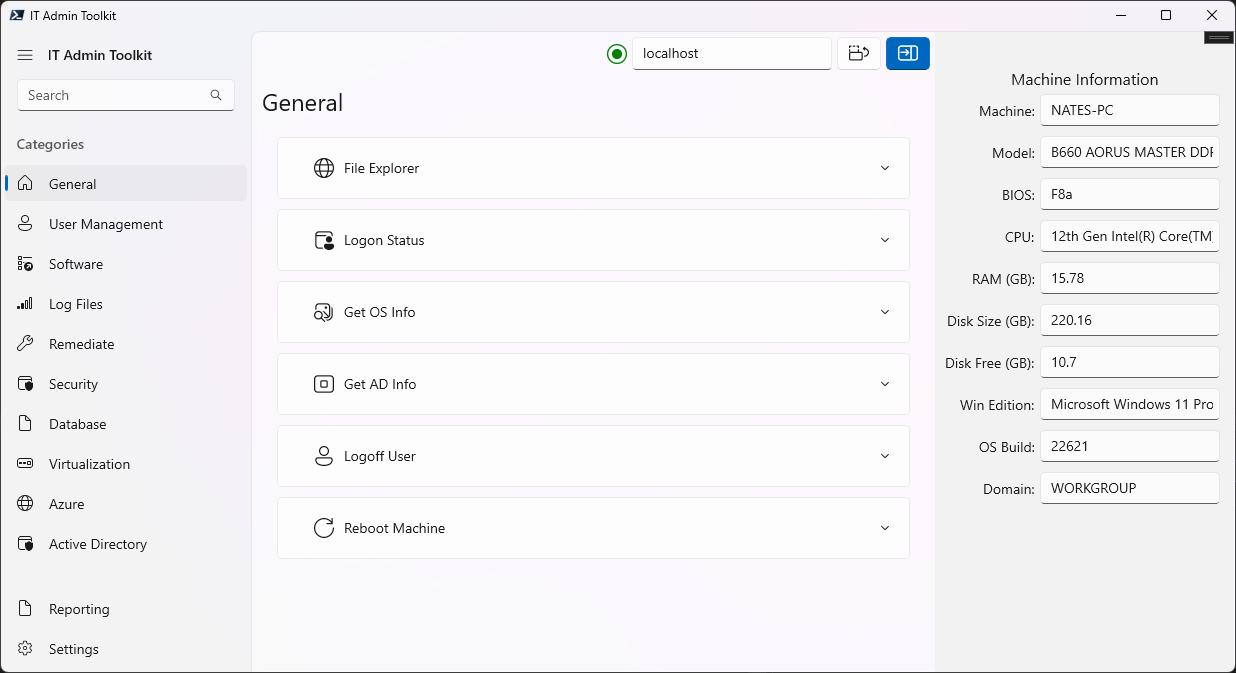 IT Admin Toolkit
IT Admin Toolkit
Search
Categories
General
User Management
Software
Log Files
Remediate
Security
Database
Virtualization
Azure
Active Directory
Reporting
Settings
localhost
General
File Explorer
Logon Status
Get OS Info
Get AD Info
Logoff User
Reboot Machine
Machine Information
Machine: NATES-PC
Model: B660 AORUS MASTER DDR
BIOS: F8a
CPU: 12th Gen Intel(R) Core(TM)
RAM (GB): 15.78
Disk Size (GB): 220.16
Disk Free (GB): 10.7
Win Edition: Microsoft Windows 11 Pro
OS Build: 22621
Domain: WORKGROUP